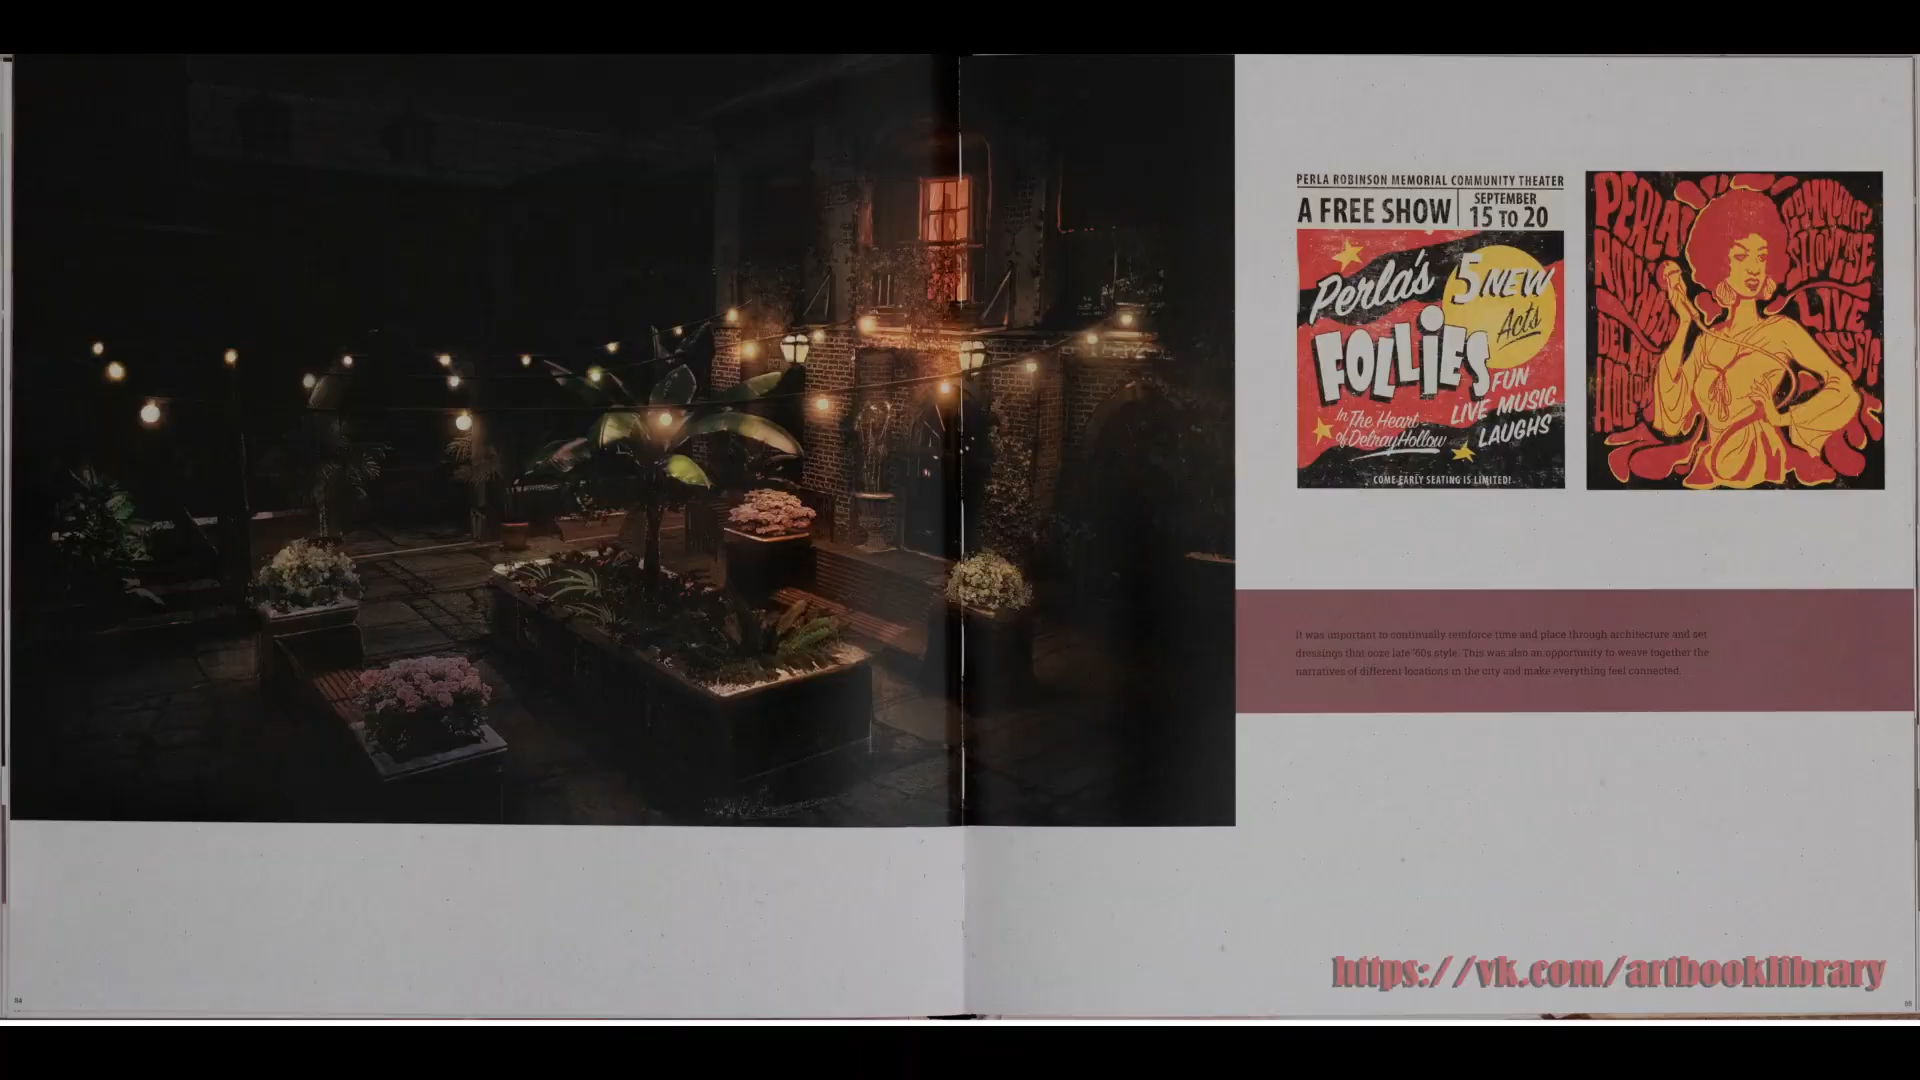 PERLA ROBINSON MEMORIAL COMMUNITY THEATER
A FREE SHOW
SEPTEMBER
15 TO 20
Perla's
5 NEW
Acts
FOLLIES
FUN
LIVE MUSIC
LAUGHS
In The Heart
of Delray Hollow
COME EARLY SEATING IS LIMITED!
PERLA
ROBINSON
DELRAY
HOLLOW
COMMUNITY
SHOWCASE
LIVE
MUSIC
It was important to continually reinforce time and place through architecture and set
dressings that ooze late '60s style. This was also an opportunity to weave together the
narratives of different locations in the city and make everything feel connected.
https://vk.com/artbooklibrary